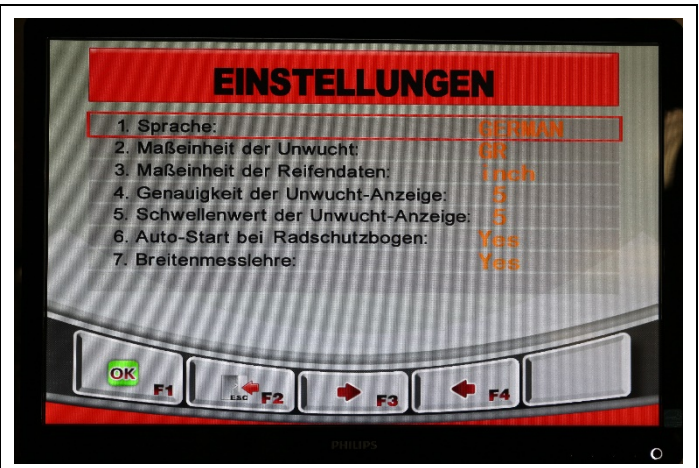 EINSTELLUNGEN
1. Sprache: GERMAN
2. Maßeinheit der Unwucht: GR
3. Maßeinheit der Reifendaten: inch
4. Genauigkeit der Unwucht-Anzeige: 5
5. Schwellenwert der Unwucht-Anzeige: 5
6. Auto-Start bei Radschutzbogen: Yes
7. Breitenmesslehre: Yes
OK F1 ESC F2 F3 F4
PHILIPS